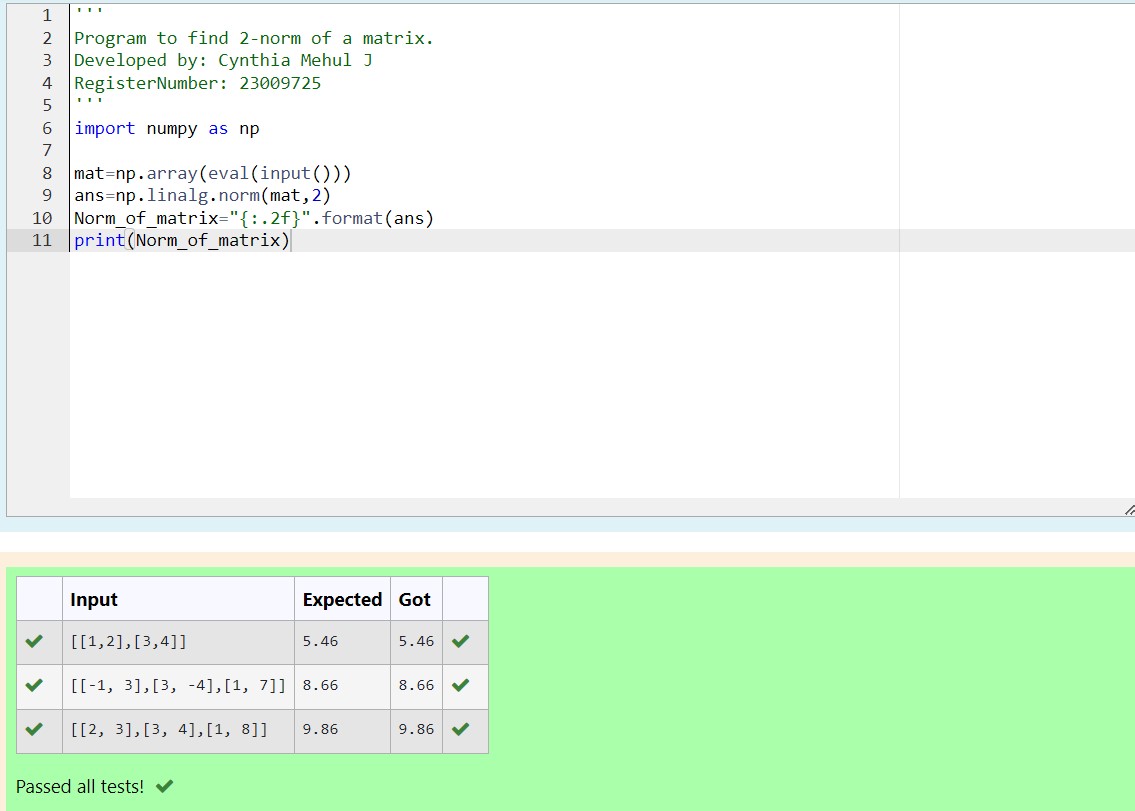 1 '''
2 Program to find 2-norm of a matrix.
3 Developed by: Cynthia Mehul J
4 RegisterNumber: 23009725
5 '''
6 import numpy as np
7
8 mat=np.array(eval(input()))
9 ans=np.linalg.norm(mat,2)
10 Norm_of_matrix="{:.2f}".format(ans)
11 print(Norm_of_matrix)
Input Expected Got
[[1,2],[3,4]] 5.46 5.46
[[-1, 3],[3, -4],[1, 7]] 8.66 8.66
[[2, 3],[3, 4],[1, 8]] 9.86 9.86
Passed all tests!